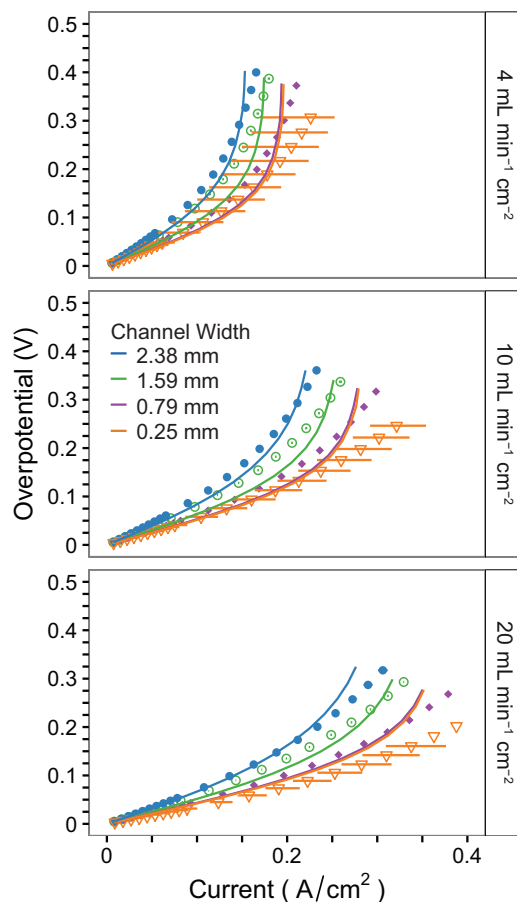 0.5
0.4
0.3
0.2
0.1
0
4 mL min⁻¹ cm⁻²
0.5
0.4
0.3
0.2
0.1
0
Channel Width
2.38 mm
1.59 mm
0.79 mm
0.25 mm
10 mL min⁻¹ cm⁻²
Overpotential (V)
0.5
0.4
0.3
0.2
0.1
0
20 mL min⁻¹ cm⁻²
0 0.2 0.4
Current ( A/cm² )